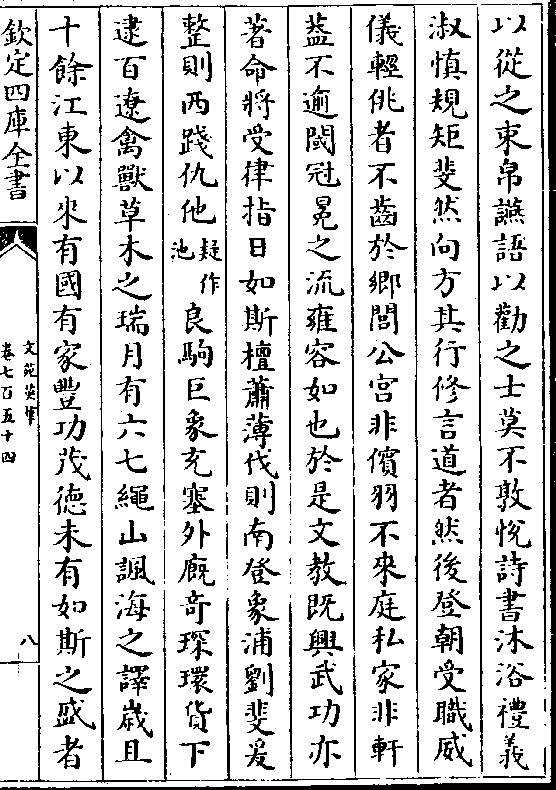 以從之束帛讌語以勸之士莫不敦悅詩書沐浴禮義
淑慎規矩斐然向方其行修言道者然後登朝受職威
儀輕佻者不齒於鄉閭公宮非儐羽不來庭私家非軒
葢不逾閾冠冕之流雍容如也於是文教既興武功亦
著命將受律指日如斯檀蕭薄伐則南登象浦劉斐爰
整則西踐仇他疑作池良駒巨象充塞外廐奇琛環貨下
逮百遼禽獸草木之瑞月有六七繩山諷海之譯歲且
十餘江東以來有國有家豐功茂德未有如斯之盛者
欽定四庫全書
文苑英華
卷七百五十四
八